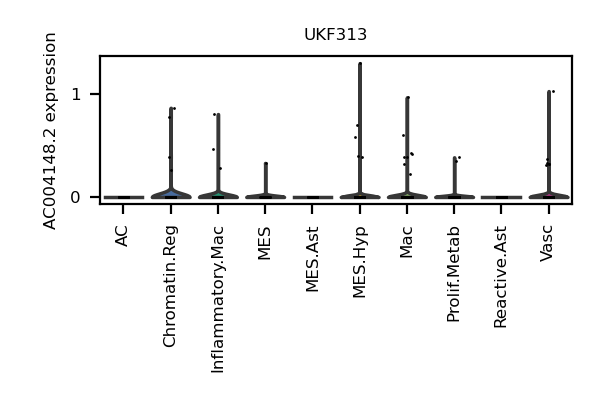 UKF313
AC004148.2 expression
1
0
AC
Chromatin.Reg
Inflammatory.Mac
MES
MES.Ast
MES.Hyp
Mac
Prolif.Metab
Reactive.Ast
Vasc